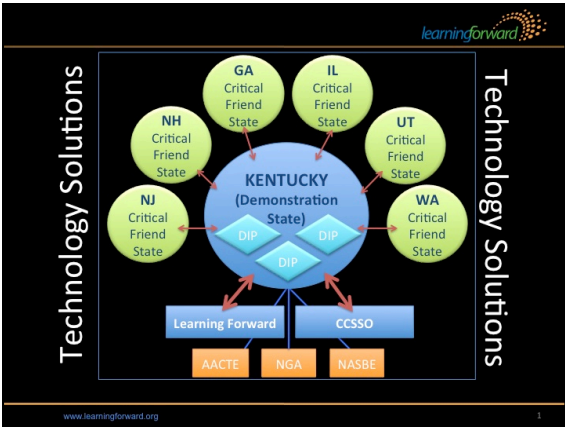 learningforward
Technology Solutions
GA
Critical
Friend
State
IL
Critical
Friend
State
NH
Critical
Friend
State
UT
Critical
Friend
State
NJ
Critical
Friend
State
WA
Critical
Friend
State
KENTUCKY
(Demonstration
State)
DIP
DIP
DIP
Learning Forward
CCSSO
AACTE
NGA
NASBE
Technology Solutions
www.learningforward.org
1